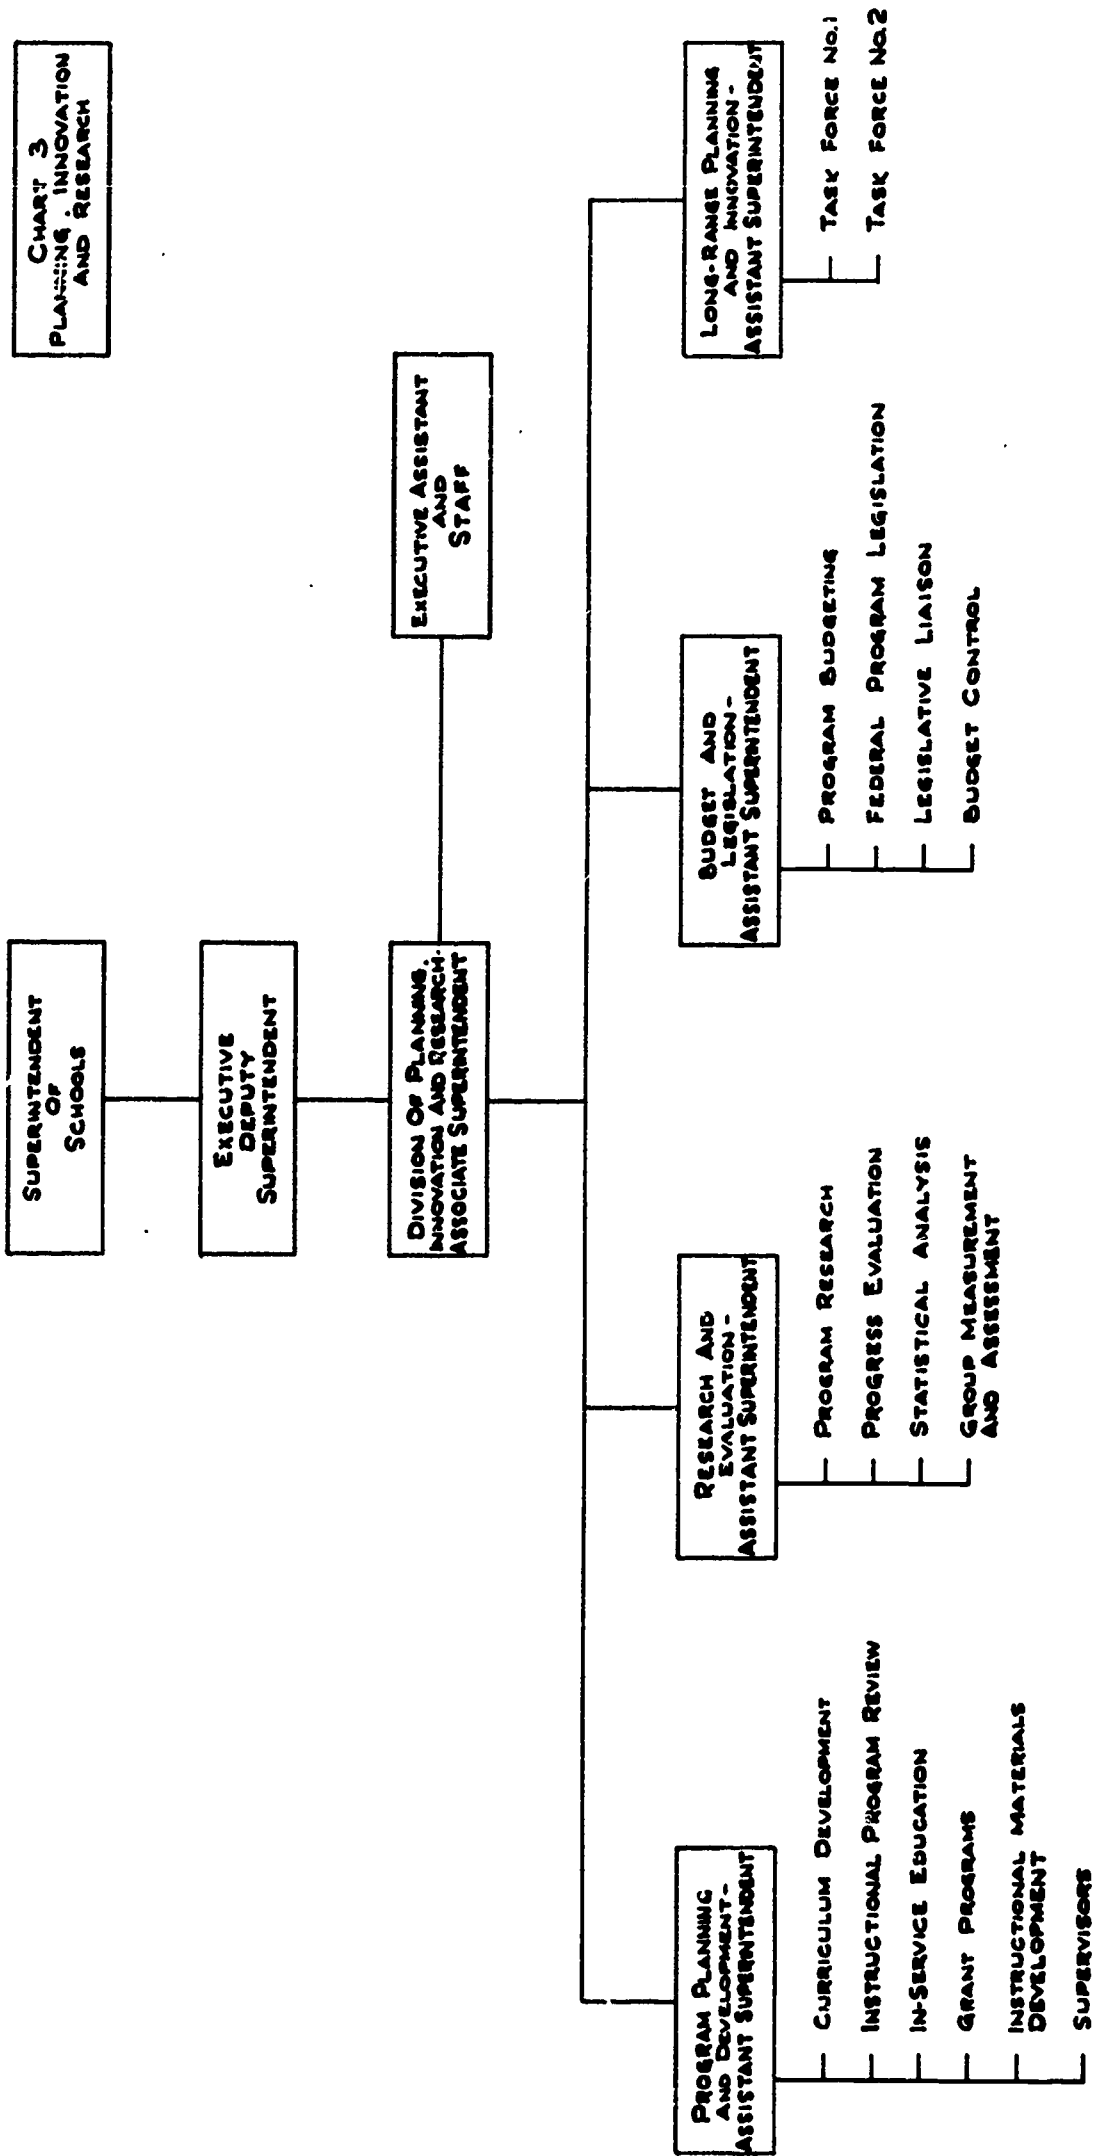 CHART 3
PLANNING, INNOVATION
AND RESEARCH
SUPERINTENDENT
OF
SCHOOLS
EXECUTIVE
DEPUTY
SUPERINTENDENT
DIVISION OF PLANNING,
INNOVATION AND RESEARCH-
ASSOCIATE SUPERINTENDENT
EXECUTIVE ASSISTANT
AND
STAFF
PROGRAM PLANNING
AND DEVELOPMENT-
ASSISTANT SUPERINTENDENT
CURRICULUM DEVELOPMENT
INSTRUCTIONAL PROGRAM REVIEW
IN-SERVICE EDUCATION
GRANT PROGRAMS
INSTRUCTIONAL MATERIALS
DEVELOPMENT
SUPERVISORS
RESEARCH AND
EVALUATION-
ASSISTANT SUPERINTENDENT
PROGRAM RESEARCH
PROGRESS EVALUATION
STATISTICAL ANALYSIS
GROUP MEASUREMENT
AND ASSESSMENT
BUDGET AND
LEGISLATION-
ASSISTANT SUPERINTENDENT
PROGRAM BUDGETING
FEDERAL PROGRAM LEGISLATION
LEGISLATIVE LIAISON
BUDGET CONTROL
LONG-RANGE PLANNING
AND INNOVATION-
ASSISTANT SUPERINTENDENT
TASK FORCE NO.1
TASK FORCE NO.2